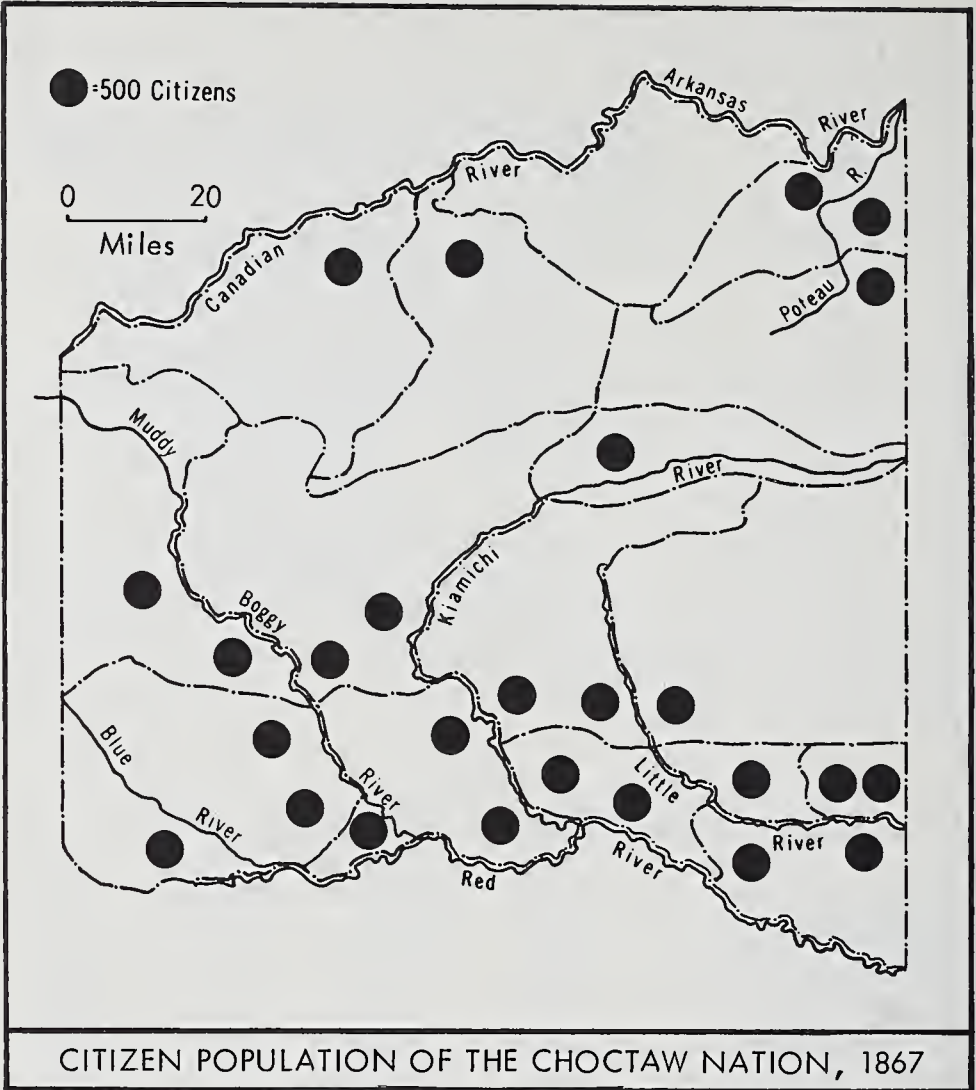 =500 Citizens
0 20
Miles
Arkansas
River
River
Canadian
R.
Poteau
Muddy
River
Kiamichi
Boggy
Blue
River
River
Little
River
River
Red
CITIZEN POPULATION OF THE CHOCTAW NATION, 1867